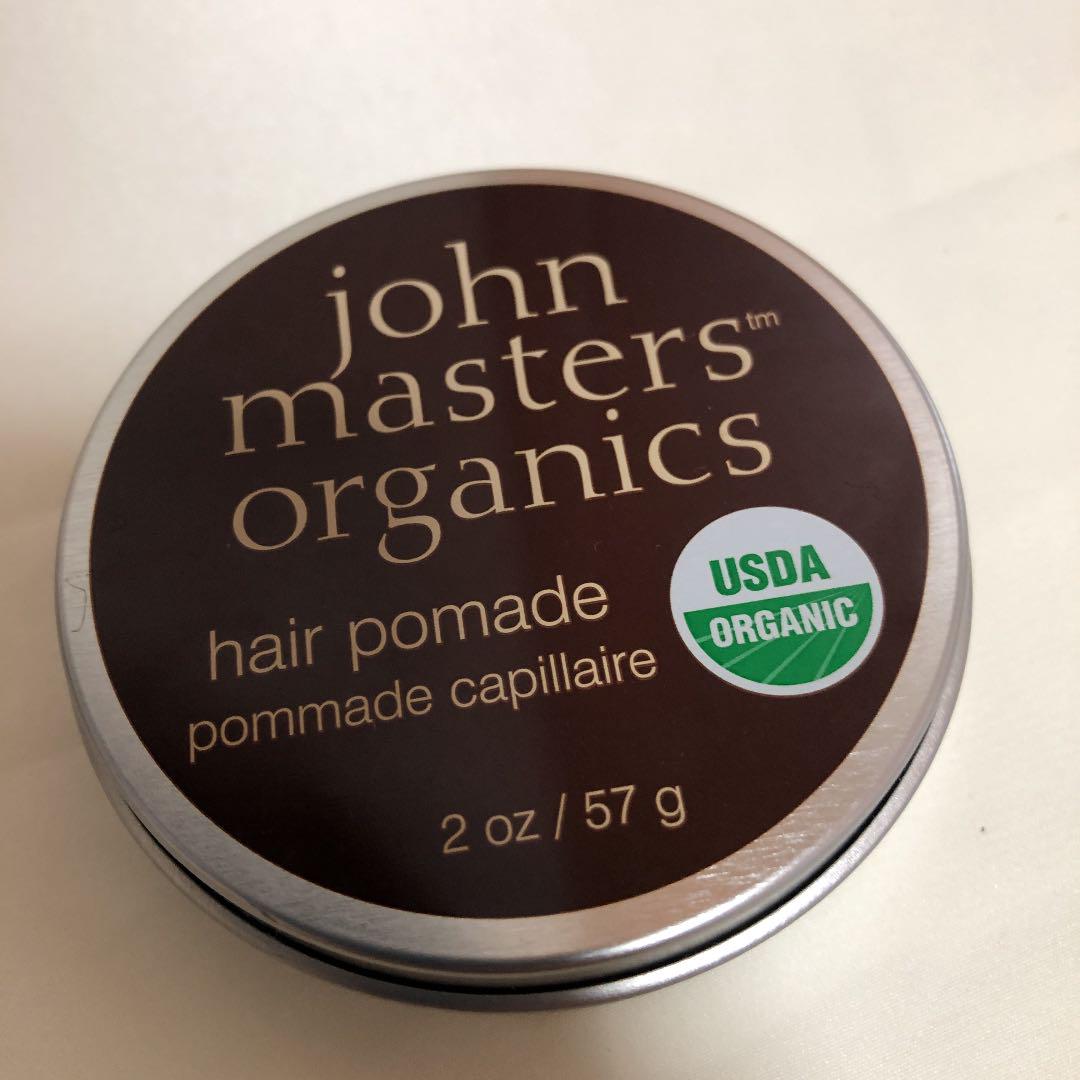 john
masters™
organics
hair pomade
pommade capillaire
USDA
ORGANIC
2 oz / 57 g